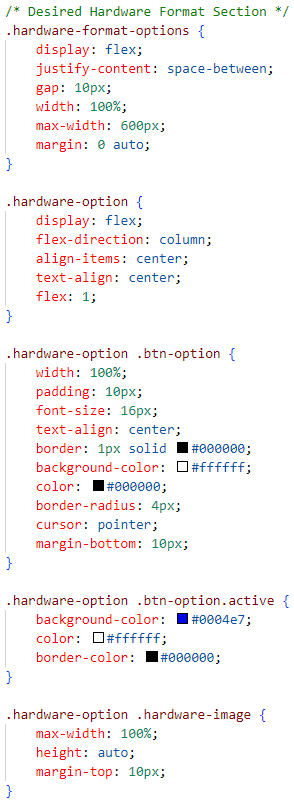 /* Desired Hardware Format Section */
.hardware-format-options {
    display: flex;
    justify-content: space-between;
    gap: 10px;
    width: 100%;
    max-width: 600px;
    margin: 0 auto;
}

.hardware-option {
    display: flex;
    flex-direction: column;
    align-items: center;
    text-align: center;
    flex: 1;
}

.hardware-option .btn-option {
    width: 100%;
    padding: 10px;
    font-size: 16px;
    text-align: center;
    border: 1px solid #000000;
    background-color: #ffffff;
    color: #000000;
    border-radius: 4px;
    cursor: pointer;
    margin-bottom: 10px;
}

.hardware-option .btn-option.active {
    background-color: #0004e7;
    color: #ffffff;
    border-color: #000000;
}

.hardware-option .hardware-image {
    max-width: 100%;
    height: auto;
    margin-top: 10px;
}